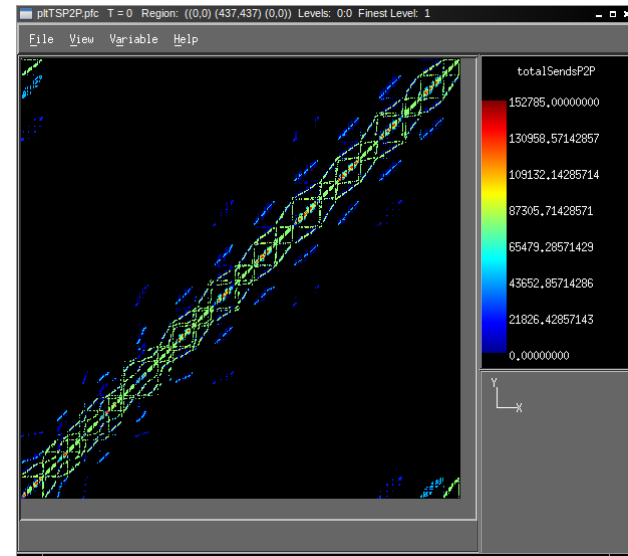 pltTSP2P.pfc T = 0 Region: ((0,0) (437,437) (0,0)) Levels: 0:0 Finest Level: 1
File View Variable Help
totalSendsP2P
152785.00000000
130958.57142857
109132.14285714
87305.71428571
65479.28571429
43652.85714286
21826.42857143
0.00000000
Y
X